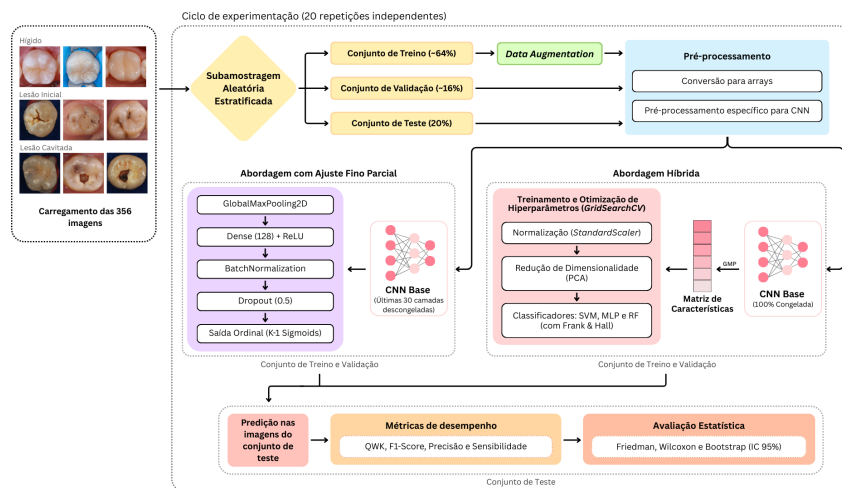 Ciclo de experimentação (20 repetições independentes)
Hígido
Lesão Inicial
Lesão Cavitada
Carregamento das 356
imagens
Subamostragem
Aleatória
Estratificada
Conjunto de Treino (~64%)
Conjunto de Validação (~16%)
Conjunto de Teste (20%)
Data Augmentation
Pré-processamento
Conversão para arrays
Pré-processamento específico para CNN
Abordagem com Ajuste Fino Parcial
GlobalMaxPooling2D
Dense (128) + ReLU
BatchNormalization
Dropout (0.5)
Saída Ordinal (K-1 Sigmoids)
CNN Base
(Últimas 30 camadas
descongeladas)
Conjunto de Treino e Validação
Abordagem Híbrida
Treinamento e Otimização de
Hiperparâmetros (GridSearchCV)
Normalização (StandardScaler)
Redução de Dimensionalidade
(PCA)
Classificadores: SVM, MLP e RF
(com Frank & Hall)
Matriz de
Características
GMP
CNN Base
(100% Congelada)
Conjunto de Treino e Validação
Predição nas
imagens do
conjunto de
teste
Métricas de desempenho
QWK, F1-Score, Precisão e Sensibilidade
Avaliação Estatística
Friedman, Wilcoxon e Bootstrap (IC 95%)
Conjunto de Teste